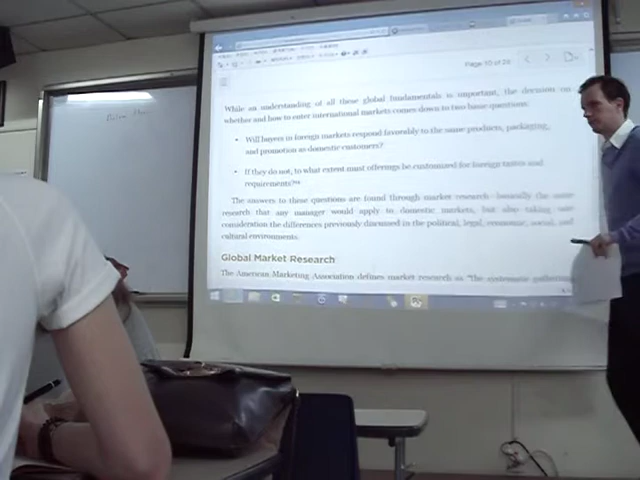 Page 10 of 26
While an understanding of all these global fundamentals is important, the decision on
whether and how to enter international markets comes down to two basic questions:
• Will buyers in foreign markets respond favorably to the same products, packaging,
and promotion as domestic customers?
• If they do not, to what extent must offerings be customized for foreign tastes and
requirements?
The answers to these questions are found through market research—basically the same
research that any manager would apply to domestic markets, but also taking into
consideration the differences previously discussed in the political, legal, economic, social, and
cultural environments.
Global Market Research
The American Marketing Association defines market research as "the systematic gathering